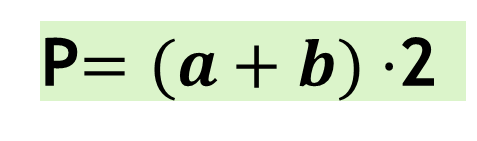 P= (a + b) ·2